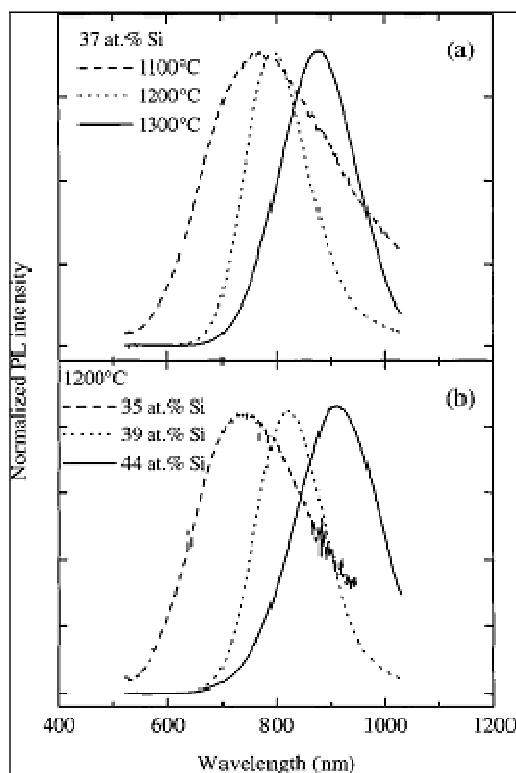 37 at.% Si
(a)
1100°C
1200°C
1300°C
Normalized PL intensity
1200°C
(b)
35 at.% Si
39 at.% Si
44 at.% Si
400 600 800 1000 1200
Wavelength (nm)